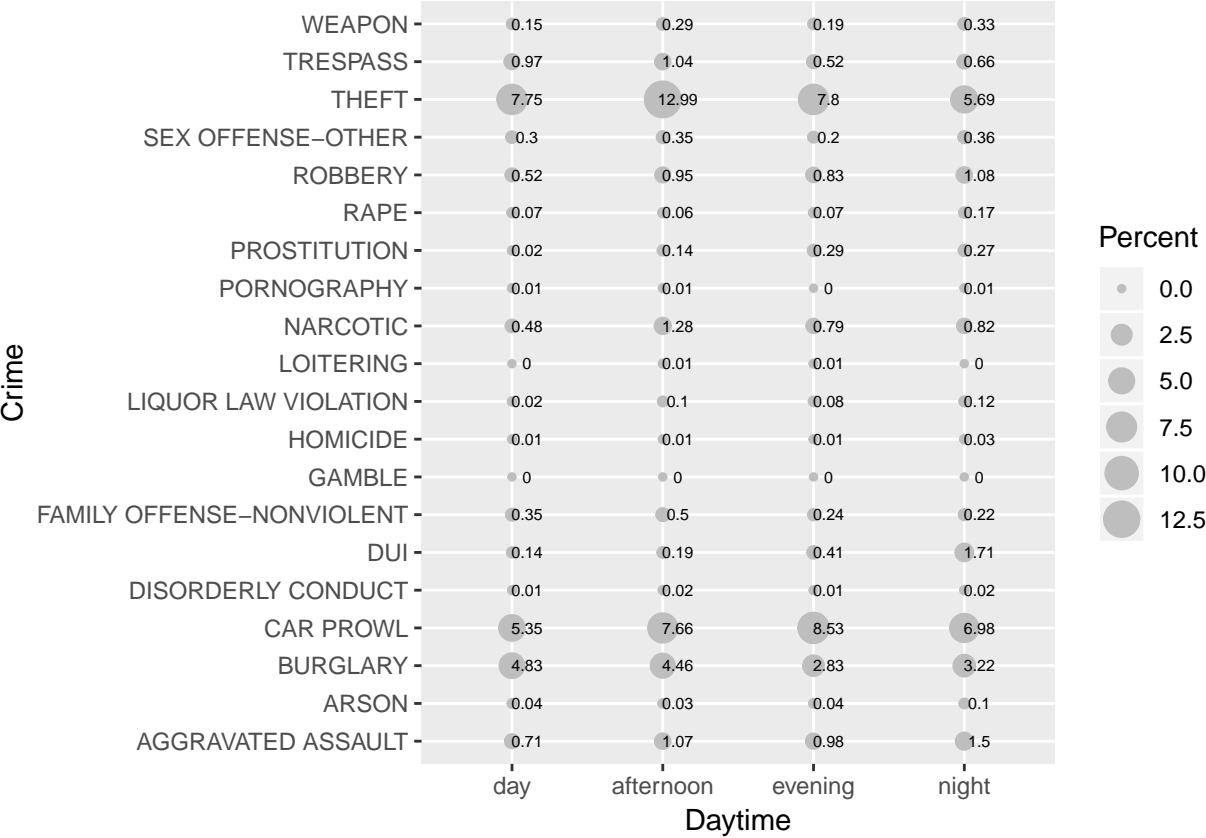 WEAPON 0.15 0.29 0.19 0.33
TRESPASS 0.97 1.04 0.52 0.66
THEFT 7.75 12.99 7.8 5.69
SEX OFFENSE−OTHER 0.3 0.35 0.2 0.36
ROBBERY 0.52 0.95 0.83 1.08
RAPE 0.07 0.06 0.07 0.17
PROSTITUTION 0.02 0.14 0.29 0.27
PORNOGRAPHY 0.01 0.01 0 0.01
NARCOTIC 0.48 1.28 0.79 0.82
LOITERING 0 0.01 0.01 0
LIQUOR LAW VIOLATION 0.02 0.1 0.08 0.12
HOMICIDE 0.01 0.01 0.01 0.03
GAMBLE 0 0 0 0
FAMILY OFFENSE−NONVIOLENT 0.35 0.5 0.24 0.22
DUI 0.14 0.19 0.41 1.71
DISORDERLY CONDUCT 0.01 0.02 0.01 0.02
CAR PROWL 5.35 7.66 8.53 6.98
BURGLARY 4.83 4.46 2.83 3.22
ARSON 0.04 0.03 0.04 0.1
AGGRAVATED ASSAULT 0.71 1.07 0.98 1.5
day afternoon evening night
Daytime
Crime
Percent
0.0
2.5
5.0
7.5
10.0
12.5